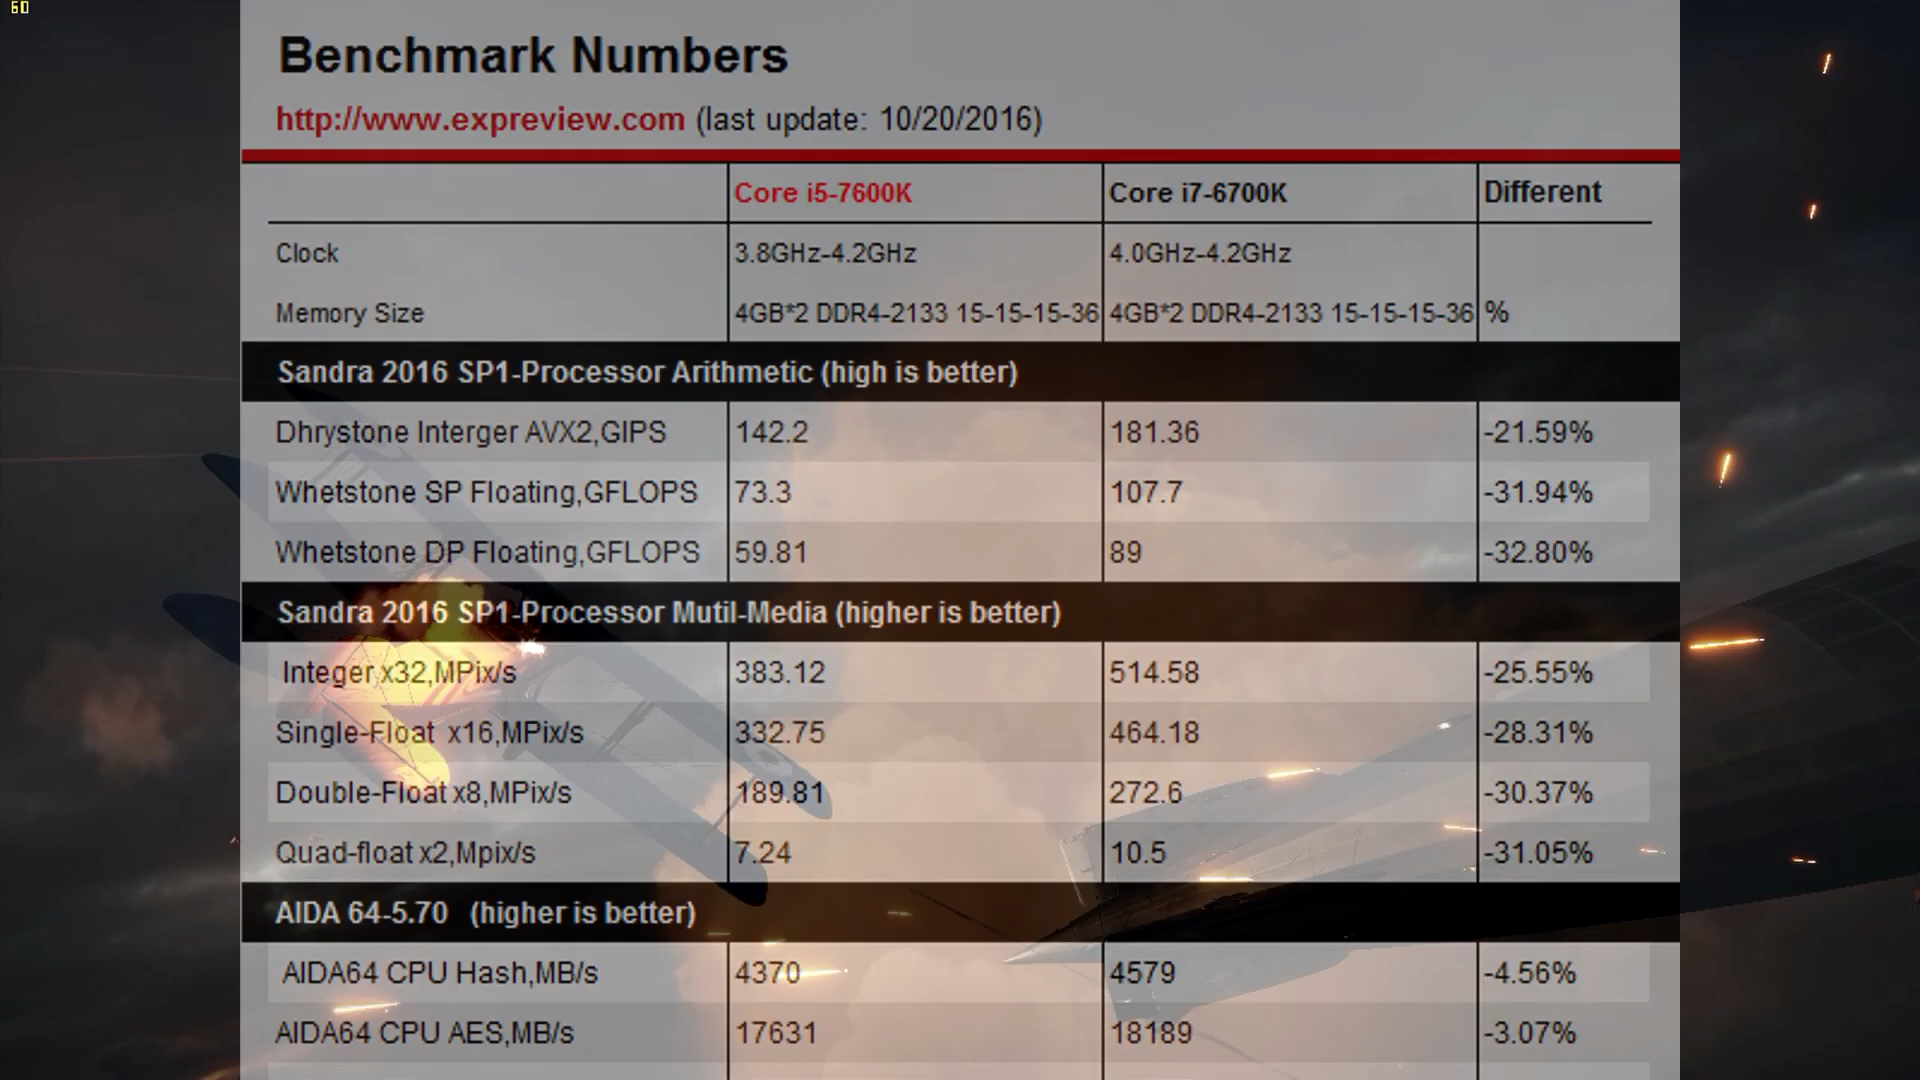 60
Benchmark Numbers
http://www.expreview.com (last update: 10/20/2016)
Core i5-7600K Core i7-6700K Different
Clock 3.8GHz-4.2GHz 4.0GHz-4.2GHz
Memory Size 4GB*2 DDR4-2133 15-15-15-36 4GB*2 DDR4-2133 15-15-15-36 %
Sandra 2016 SP1-Processor Arithmetic (high is better)
Dhrystone Interger AVX2,GIPS 142.2 181.36 -21.59%
Whetstone SP Floating,GFLOPS 73.3 107.7 -31.94%
Whetstone DP Floating,GFLOPS 59.81 89 -32.80%
Sandra 2016 SP1-Processor Mutil-Media (higher is better)
Integer x32,MPix/s 383.12 514.58 -25.55%
Single-Float x16,MPix/s 332.75 464.18 -28.31%
Double-Float x8,MPix/s 189.81 272.6 -30.37%
Quad-float x2,Mpix/s 7.24 10.5 -31.05%
AIDA 64-5.70 (higher is better)
AIDA64 CPU Hash,MB/s 4370 4579 -4.56%
AIDA64 CPU AES,MB/s 17631 18189 -3.07%